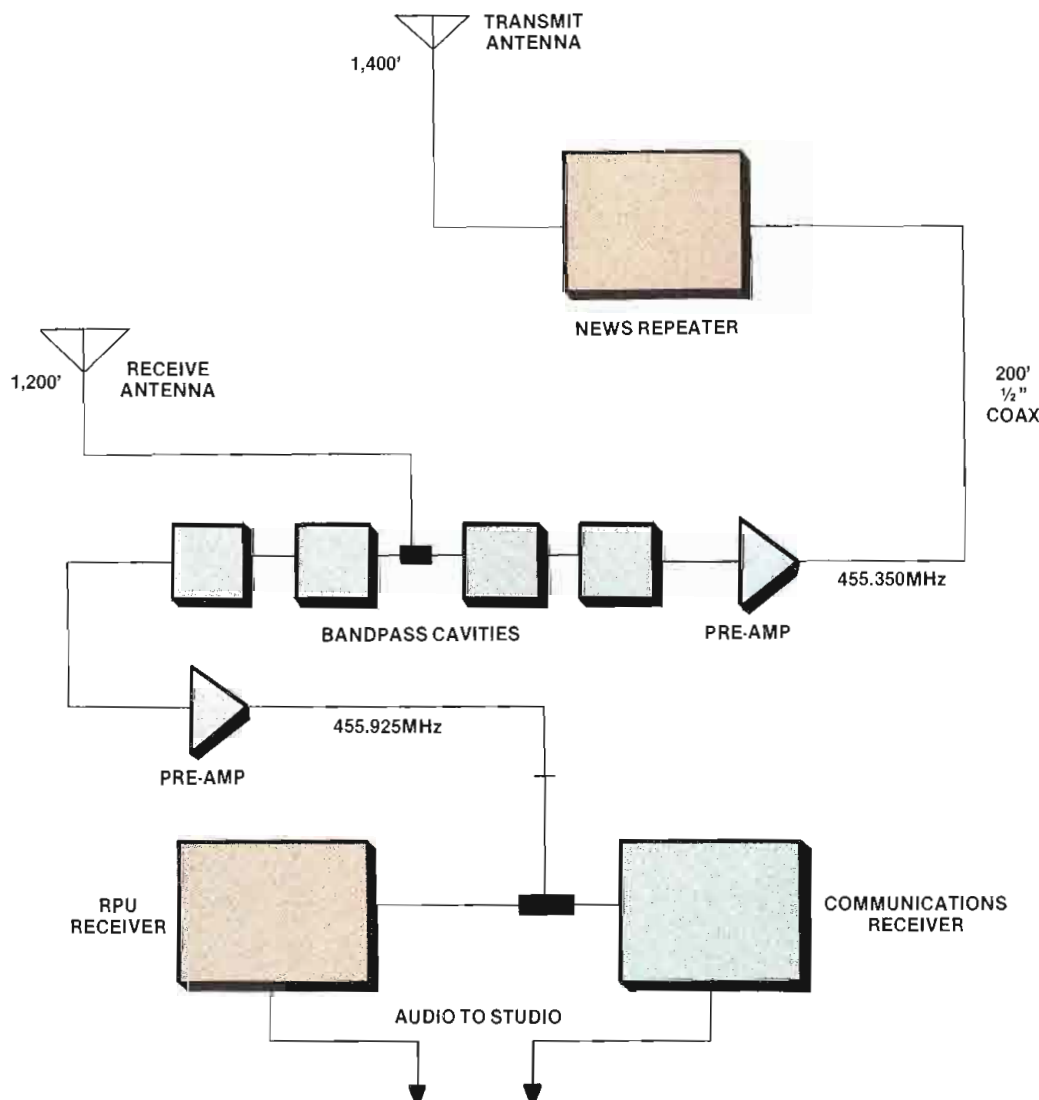 TRANSMIT
ANTENNA
1,400'
NEWS REPEATER
1,200'
RECEIVE
ANTENNA
200'
½"
COAX
BANDPASS CAVITIES
PRE-AMP
455.350MHz
455.925MHz
PRE-AMP
RPU
RECEIVER
COMMUNICATIONS
RECEIVER
AUDIO TO STUDIO